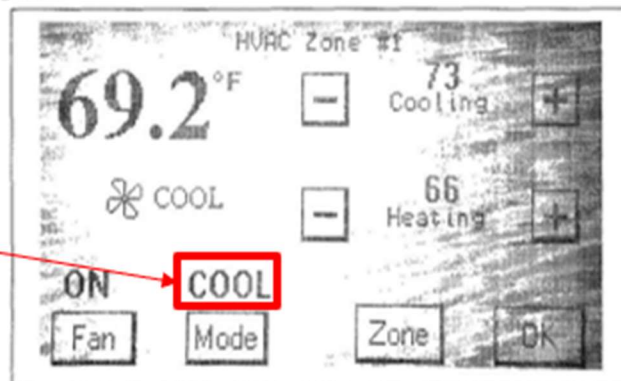 HVAC Zone #1
69.2°F
- 73 +
Cooling
COOL
- 66 +
Heating
ON COOL
Fan Mode Zone OK